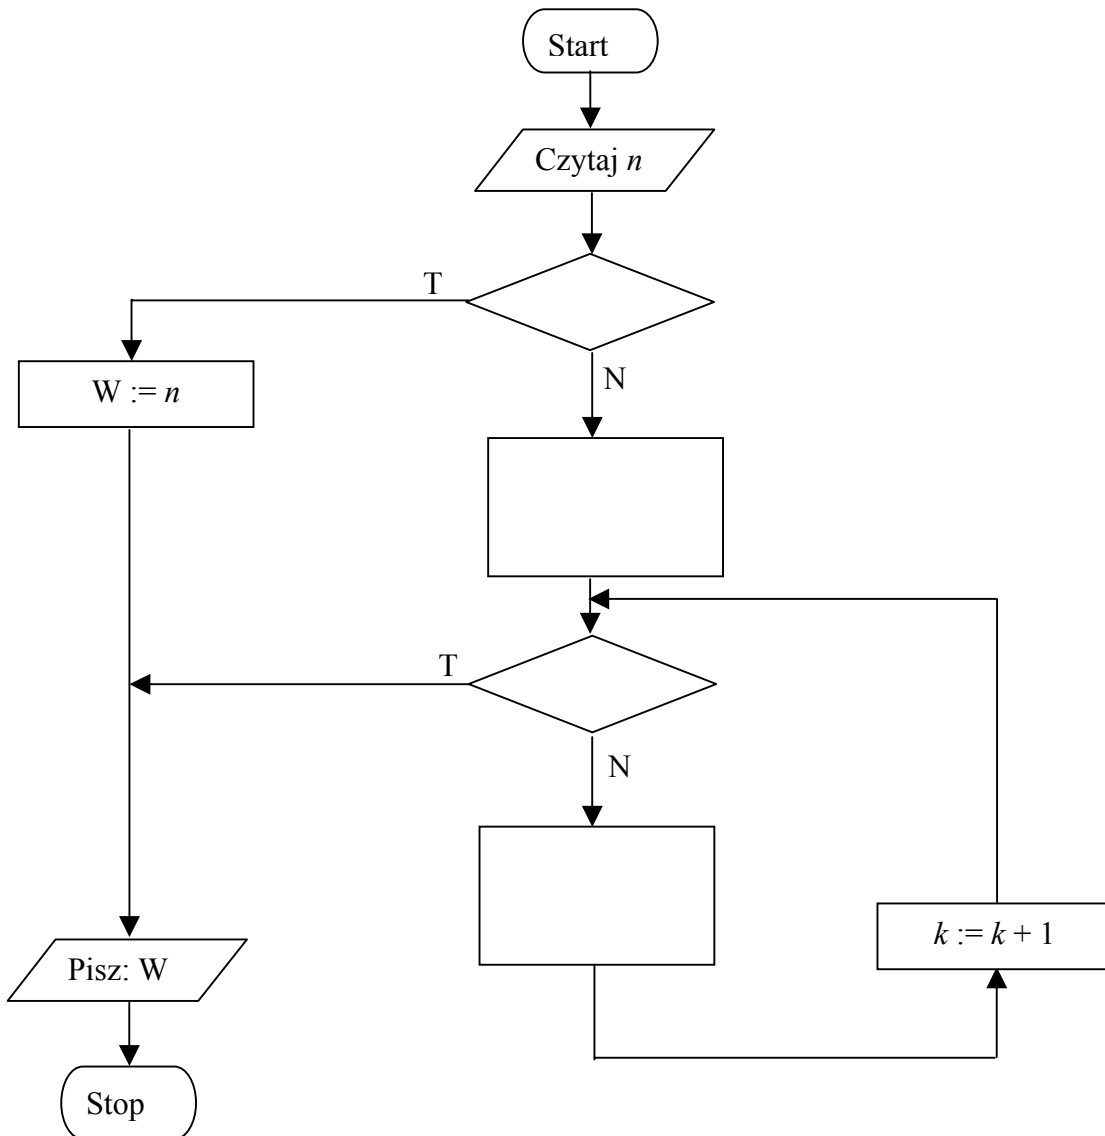 Start
Czytaj n
T
N
W := n
T
N
k := k + 1
Pisz: W
Stop